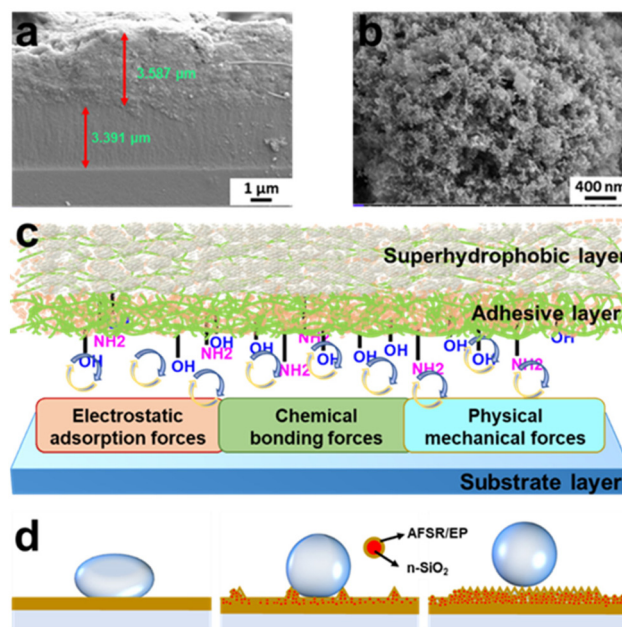 a
3.587 μm
3.391 μm
1 μm
b
400 nm
c
Superhydrophobic layer
Adhesive layer
OH
NH2
OH
NH2
OH
NH2
OH
OH
OH
OH
OH
NH2
OH
Electrostatic
adsorption forces
Chemical
bonding forces
Physical
mechanical forces
Substrate layer
d
AFSR/EP
n-SiO₂